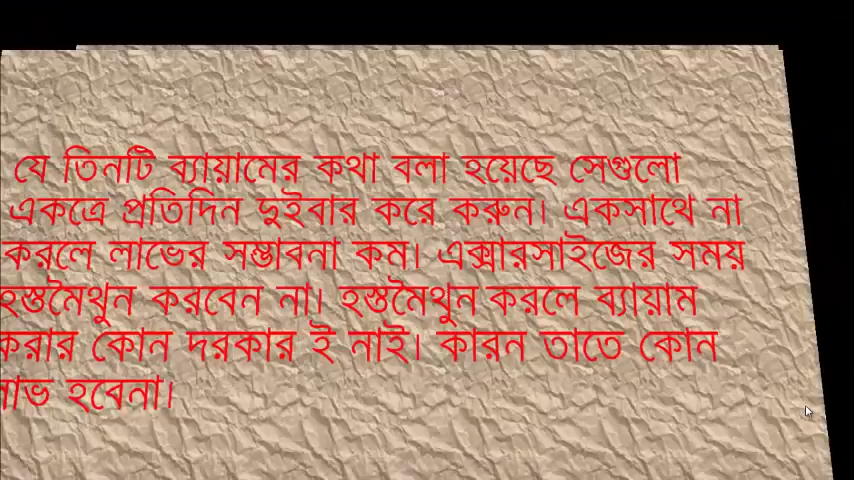 যে তিনটি ব্যায়ামের কথা বলা হয়েছে সেগুলো
একত্রে প্রতিদিন দুইবার করে করুন। একসাথে না
করলে লাভের সম্ভাবনা কম। এক্সারসাইজের সময়
হস্তমৈথুন করবেন না। হস্তমৈথুন করলে ব্যায়াম
করার কোন দরকার ই নাই। কারন তাতে কোন
লাভ হবেনা।